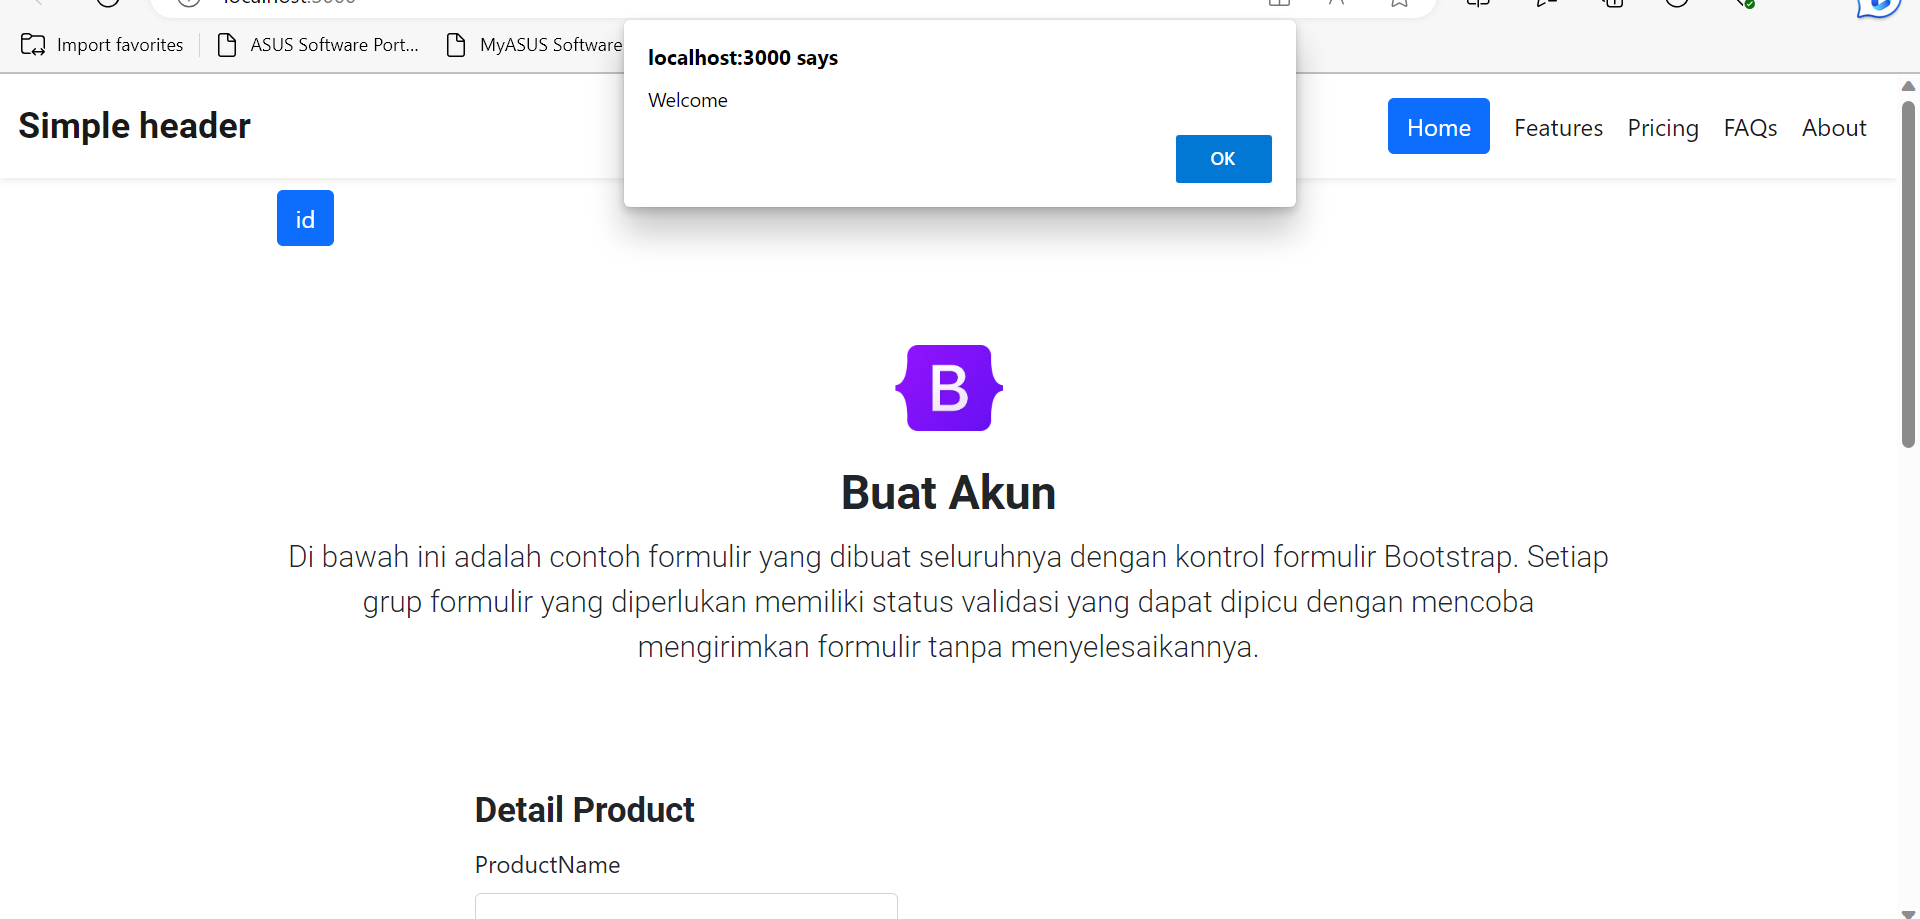 localhost:3000
Import favorites
ASUS Software Port...
MyASUS Software
localhost:3000 says
Welcome
OK
Simple header
Home
Features
Pricing
FAQs
About
id
B
Buat Akun
Di bawah ini adalah contoh formulir yang dibuat seluruhnya dengan kontrol formulir Bootstrap. Setiap
grup formulir yang diperlukan memiliki status validasi yang dapat dipicu dengan mencoba
mengirimkan formulir tanpa menyelesaikannya.
Detail Product
ProductName